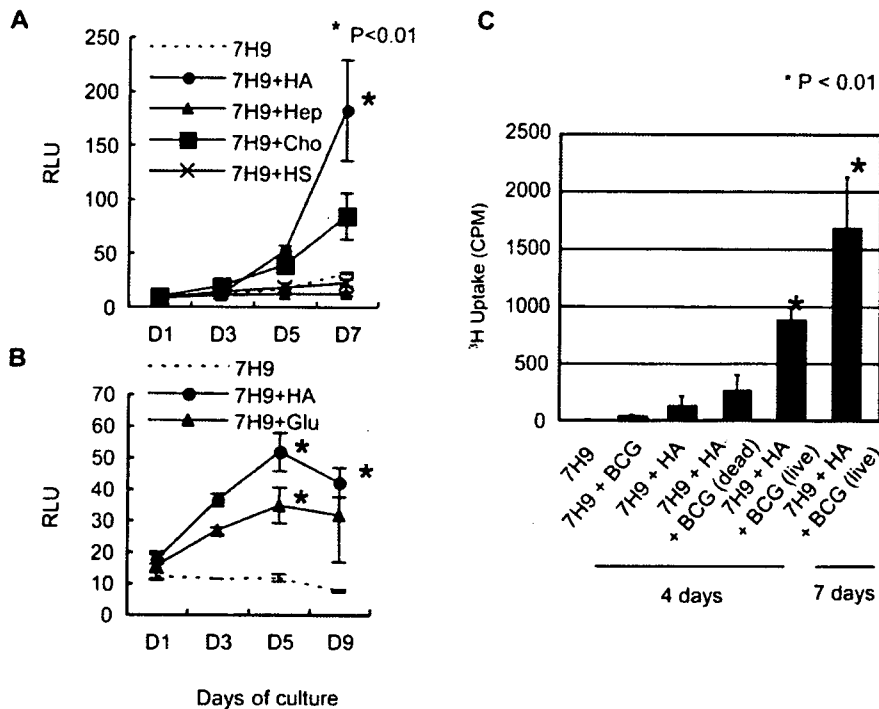 A
* P<0.01
7H9
7H9+HA
7H9+Hep
7H9+Cho
7H9+HS
RLU
250
200
150
100
50
0
*
D1 D3 D5 D7
B
7H9
7H9+HA
7H9+Glu
RLU
70
60
50
40
30
20
10
0
*
*
*
D1 D3 D5 D9
Days of culture
C
* P < 0.01
³H Uptake (CPM)
2500
2000
1500
1000
500
0
*
*
7H9
7H9 + BCG
7H9 + HA
7H9 + HA
+ BCG (dead)
7H9 + HA
+ BCG (live)
7H9 + HA
+ BCG (live)
4 days
7 days